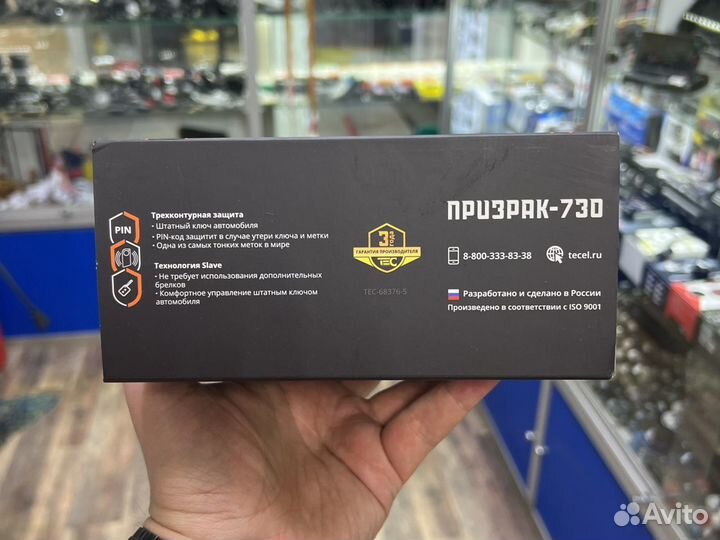 PIN
Трехконтурная защита
• Штатный ключ автомобиля
• PIN-код защитит в случае утери ключа и метки
• Одна из самых тонких меток в мире
Технология Slave
• Не требует использования дополнительных
брелков
• Комфортное управление штатным ключом
автомобиля
3
ГОДА
ГАРАНТИЯ ПРОИЗВОДИТЕЛЯ
TEC
TEC-68376-5
ПРИЗРАК-730
8-800-333-83-38
tecel.ru
Разработано и сделано в России
Произведено в соответствии с ISO 9001
Avito